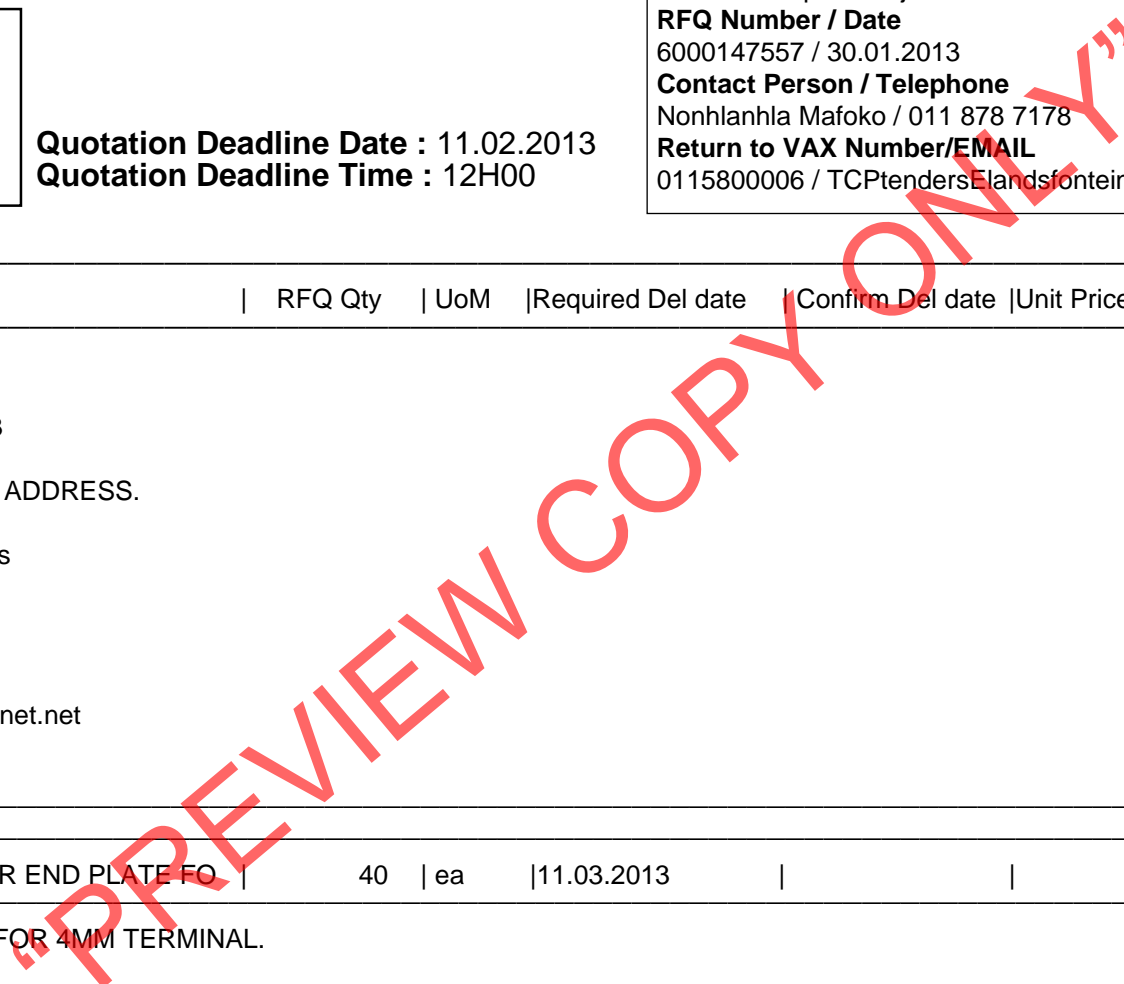 RFQ Number / Date
6000147557 / 30.01.2013
Contact Person / Telephone
Nonhlanhla Mafoko / 011 878 7178
Return to VAX Number/EMAIL
0115800006 / TCPtendersElandsfontein
Quotation Deadline Date : 11.02.2013
Quotation Deadline Time : 12H00
| RFQ Qty | UoM |Required Del date | Confirm Del date |Unit Price
ADDRESS.
s
net.net
R END PLATE FO | 40 | ea |11.03.2013 | |
FOR 4MM TERMINAL.
“PREVIEW COPY ONLY”